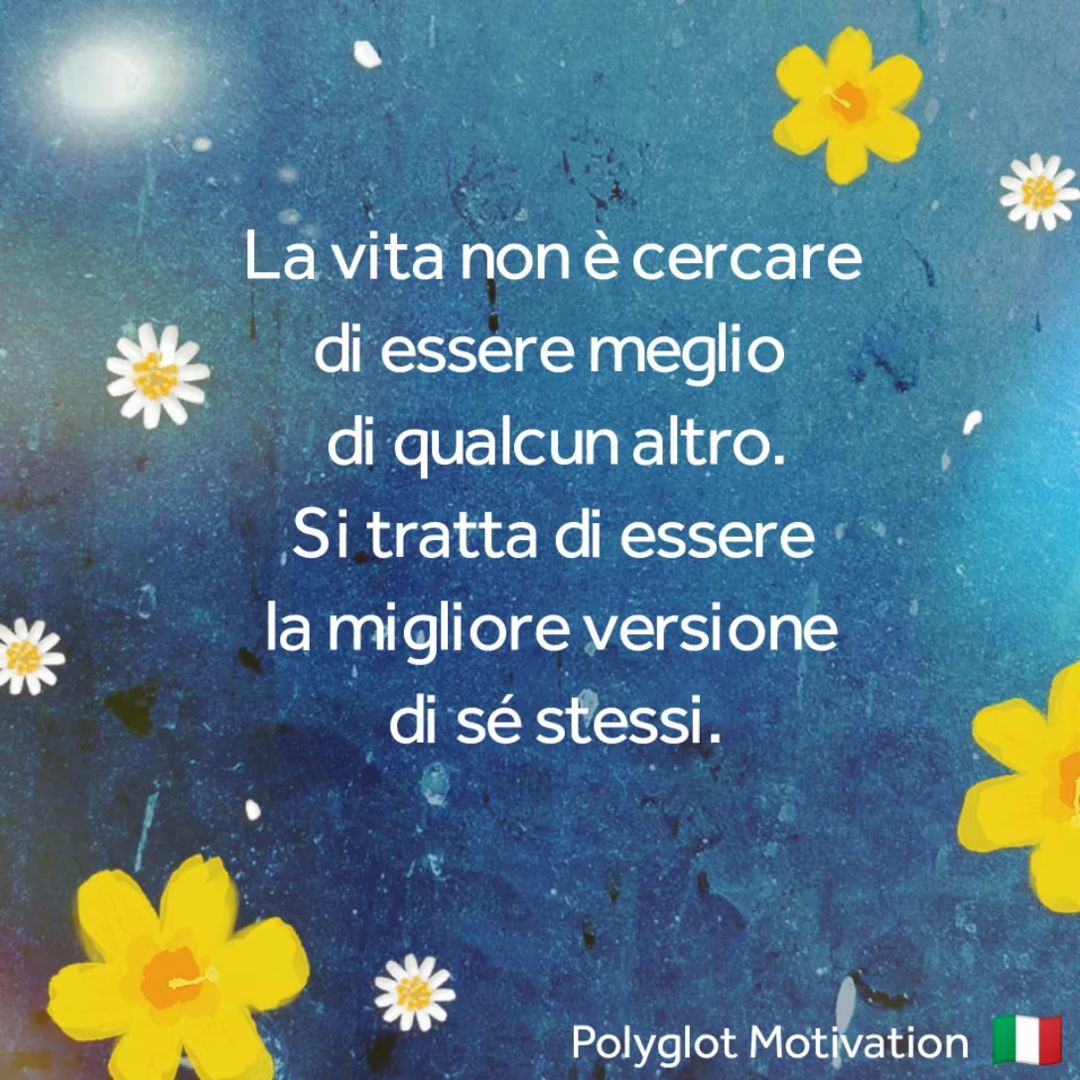 La vita non è cercare
di essere meglio
di qualcun altro.
Si tratta di essere
la migliore versione
di sé stessi.
Polyglot Motivation